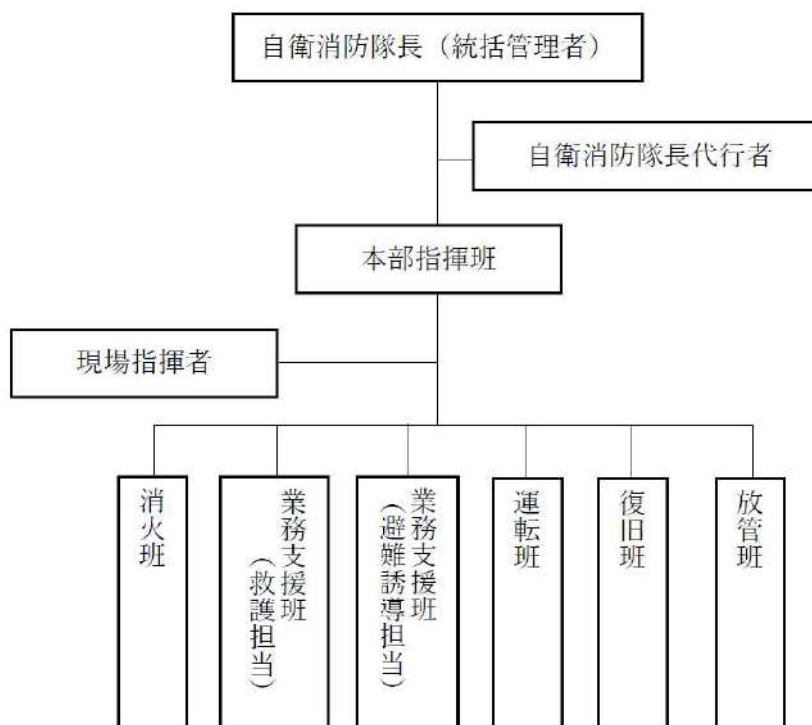 自衛消防隊長（統括管理者）
自衛消防隊長代行者
本部指揮班
現場指揮者
消火班
業務支援班
（救護担当）
業務支援班
（避難誘導担当）
運転班
復旧班
放管班